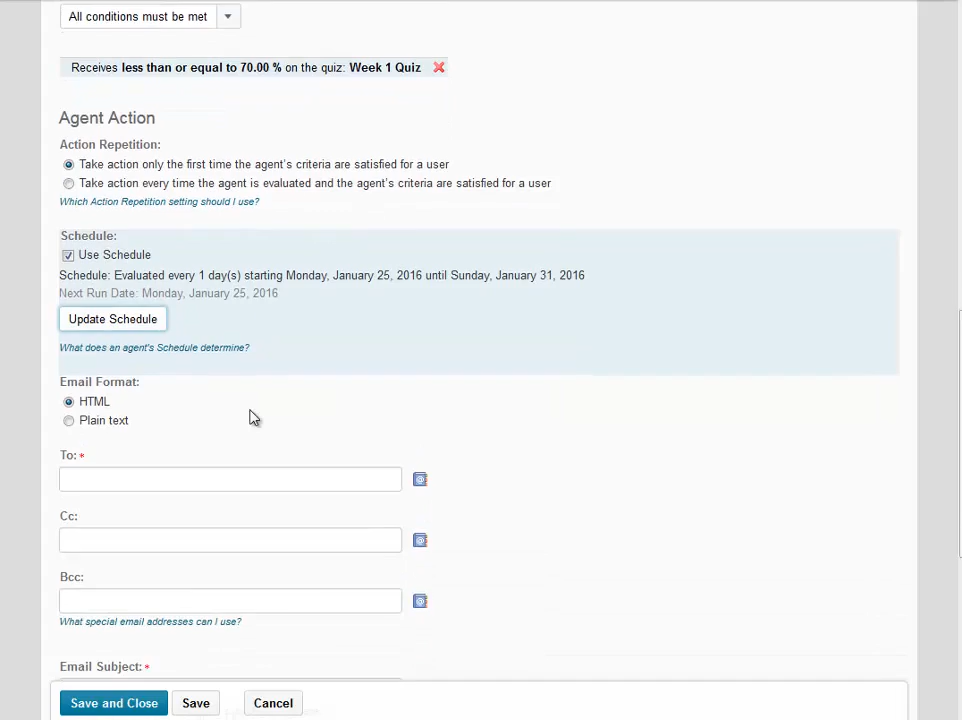 All conditions must be met
Receives less than or equal to 70.00 % on the quiz: Week 1 Quiz
Agent Action
Action Repetition:
Take action only the first time the agent's criteria are satisfied for a user
Take action every time the agent is evaluated and the agent's criteria are satisfied for a user
Which Action Repetition setting should I use?
Schedule:
Use Schedule
Schedule: Evaluated every 1 day(s) starting Monday, January 25, 2016 until Sunday, January 31, 2016
Next Run Date: Monday, January 25, 2016
Update Schedule
What does an agent's Schedule determine?
Email Format:
HTML
Plain text
To: *
Cc:
Bcc:
What special email addresses can I use?
Email Subject: *
Save and Close Save Cancel